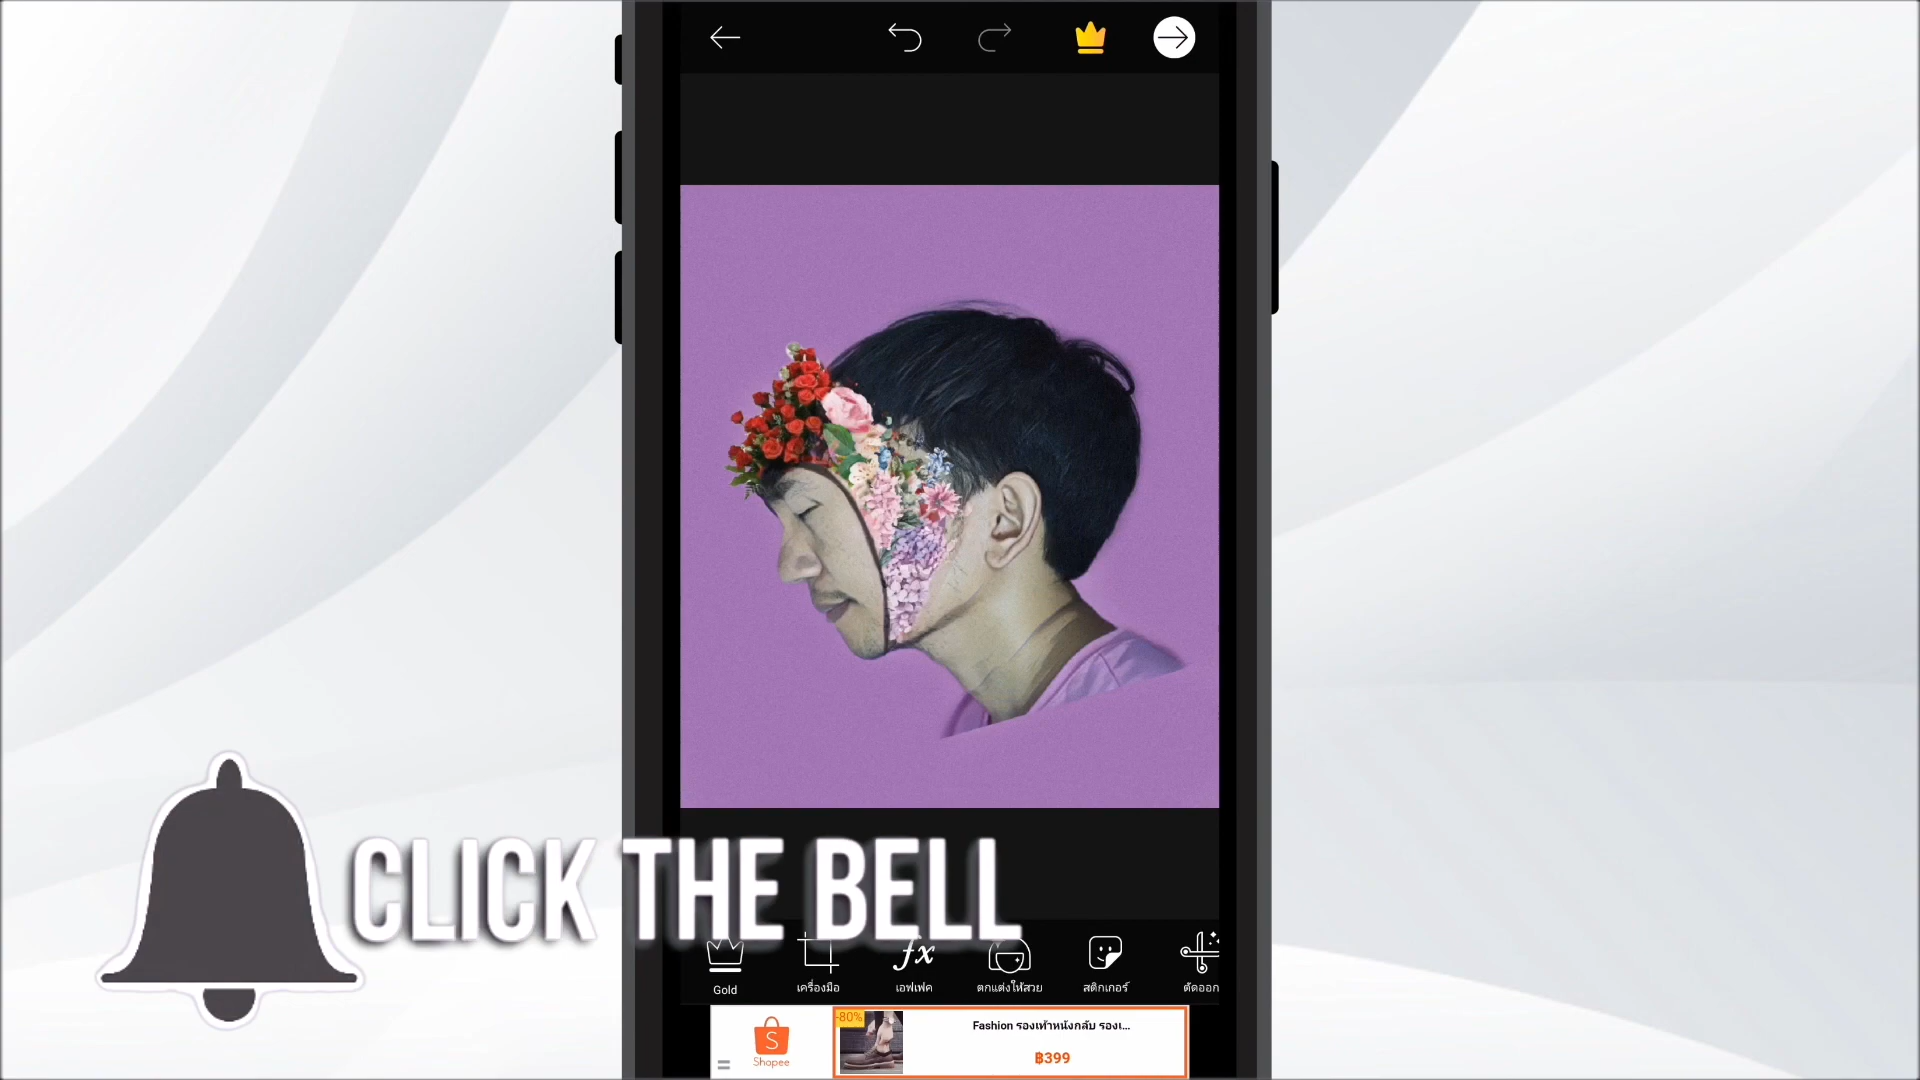 CLICK THE BELL
fx
Gold
เครื่องมือ
เอฟเฟค
ตกแต่งให้สวย
สติกเกอร์
ตัดออก
-80%
S
Shopee
Fashion รองเท้าหนังกลับ รองเ...
฿399